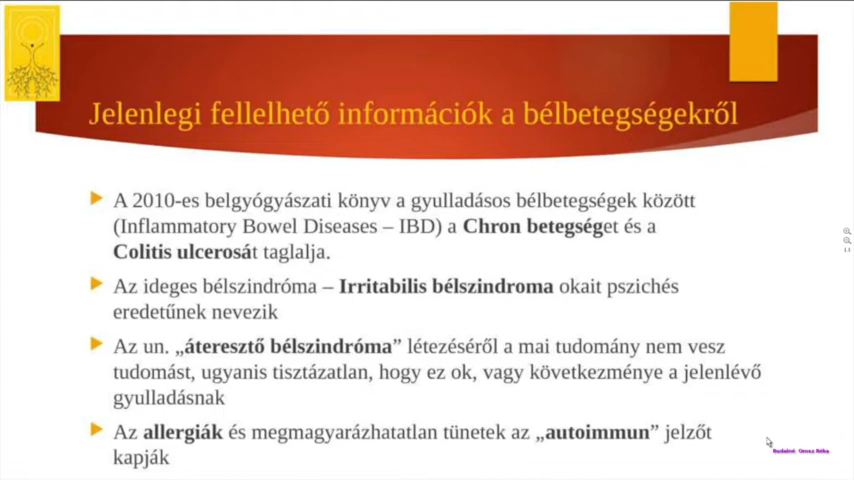 Jelenlegi fellelhető információk a bélbetegségekről
A 2010-es belgyógyászati könyv a gyulladásos bélbetegségek között
(Inflammatory Bowel Diseases – IBD) a Chron betegséget és a
Colitis ulcerosát taglalja.
Az ideges bélszindróma – Irritabilis bélszindroma okait pszichés
eredetűnek nevezik
Az un. „áteresztő bélszindróma” létezéséről a mai tudomány nem vesz
tudomást, ugyanis tisztázatlan, hogy ez ok, vagy következménye a jelenlévő
gyulladásnak
Az allergiák és megmagyarázhatatlan tünetek az „autoimmun” jelzőt
kapják